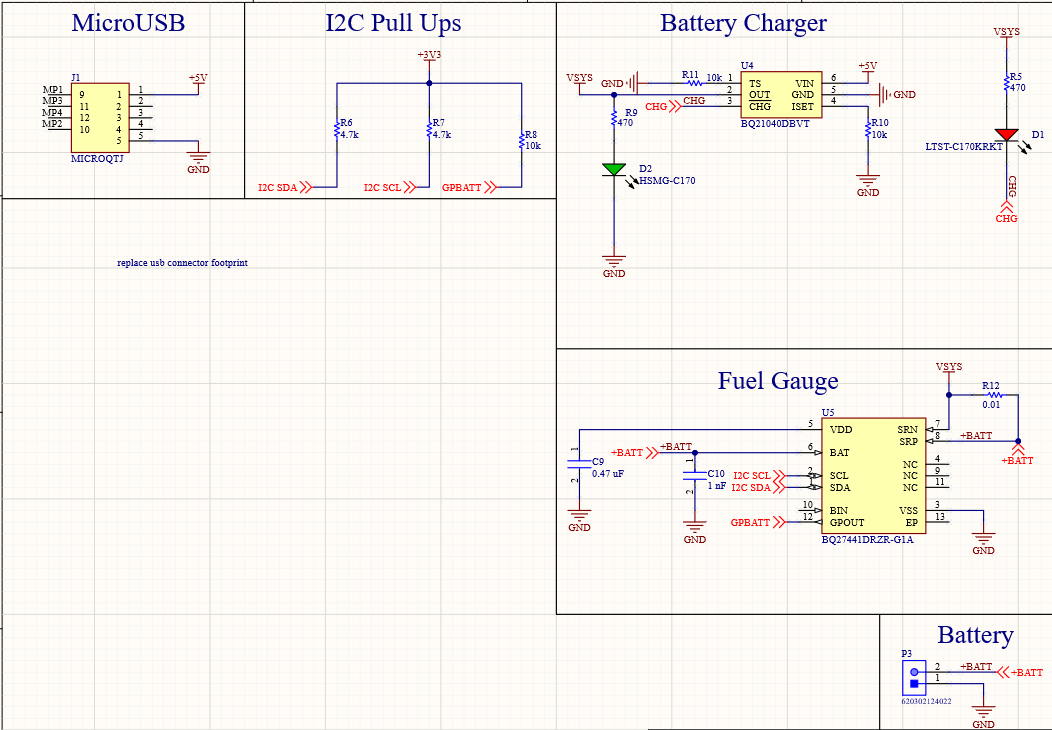 MicroUSB
J1
+5V
MP1
MP3
MP4
MP2
9
11
12
10
1
2
3
4
5
1
2
3
4
5
MICROQTJ
GND
I2C Pull Ups
+3V3
R6
4.7k
R7
4.7k
R8
10k
I2C SDA
I2C SCL
GPBATT
replace usb connector footprint
Battery Charger
VSYS
GND
R11
10k
CHG
CHG
R9
470
D2
HSMG-C170
GND
U4
1
2
3
TS
OUT
CHG
VIN
GND
ISET
6
5
4
BQ21040DBVT
+5V
GND
R10
10k
GND
VSYS
R5
470
D1
LTST-C170KRKT
CHG
CHG
Fuel Gauge
VSYS
R12
0.01
U5
5
6
2
1
10
12
VDD
BAT
SCL
SDA
BIN
GPOUT
SRN
SRP
NC
NC
NC
VSS
EP
7
8
4
9
11
3
13
BQ27441DRZR-G1A
+BATT
+BATT
1
C9
0.47 uF
2
GND
+BATT
+BATT
1
C10
1 nF
2
GND
I2C SCL
I2C SDA
GPBATT
GND
Battery
P3
2
1
+BATT
+BATT
620302124022
GND